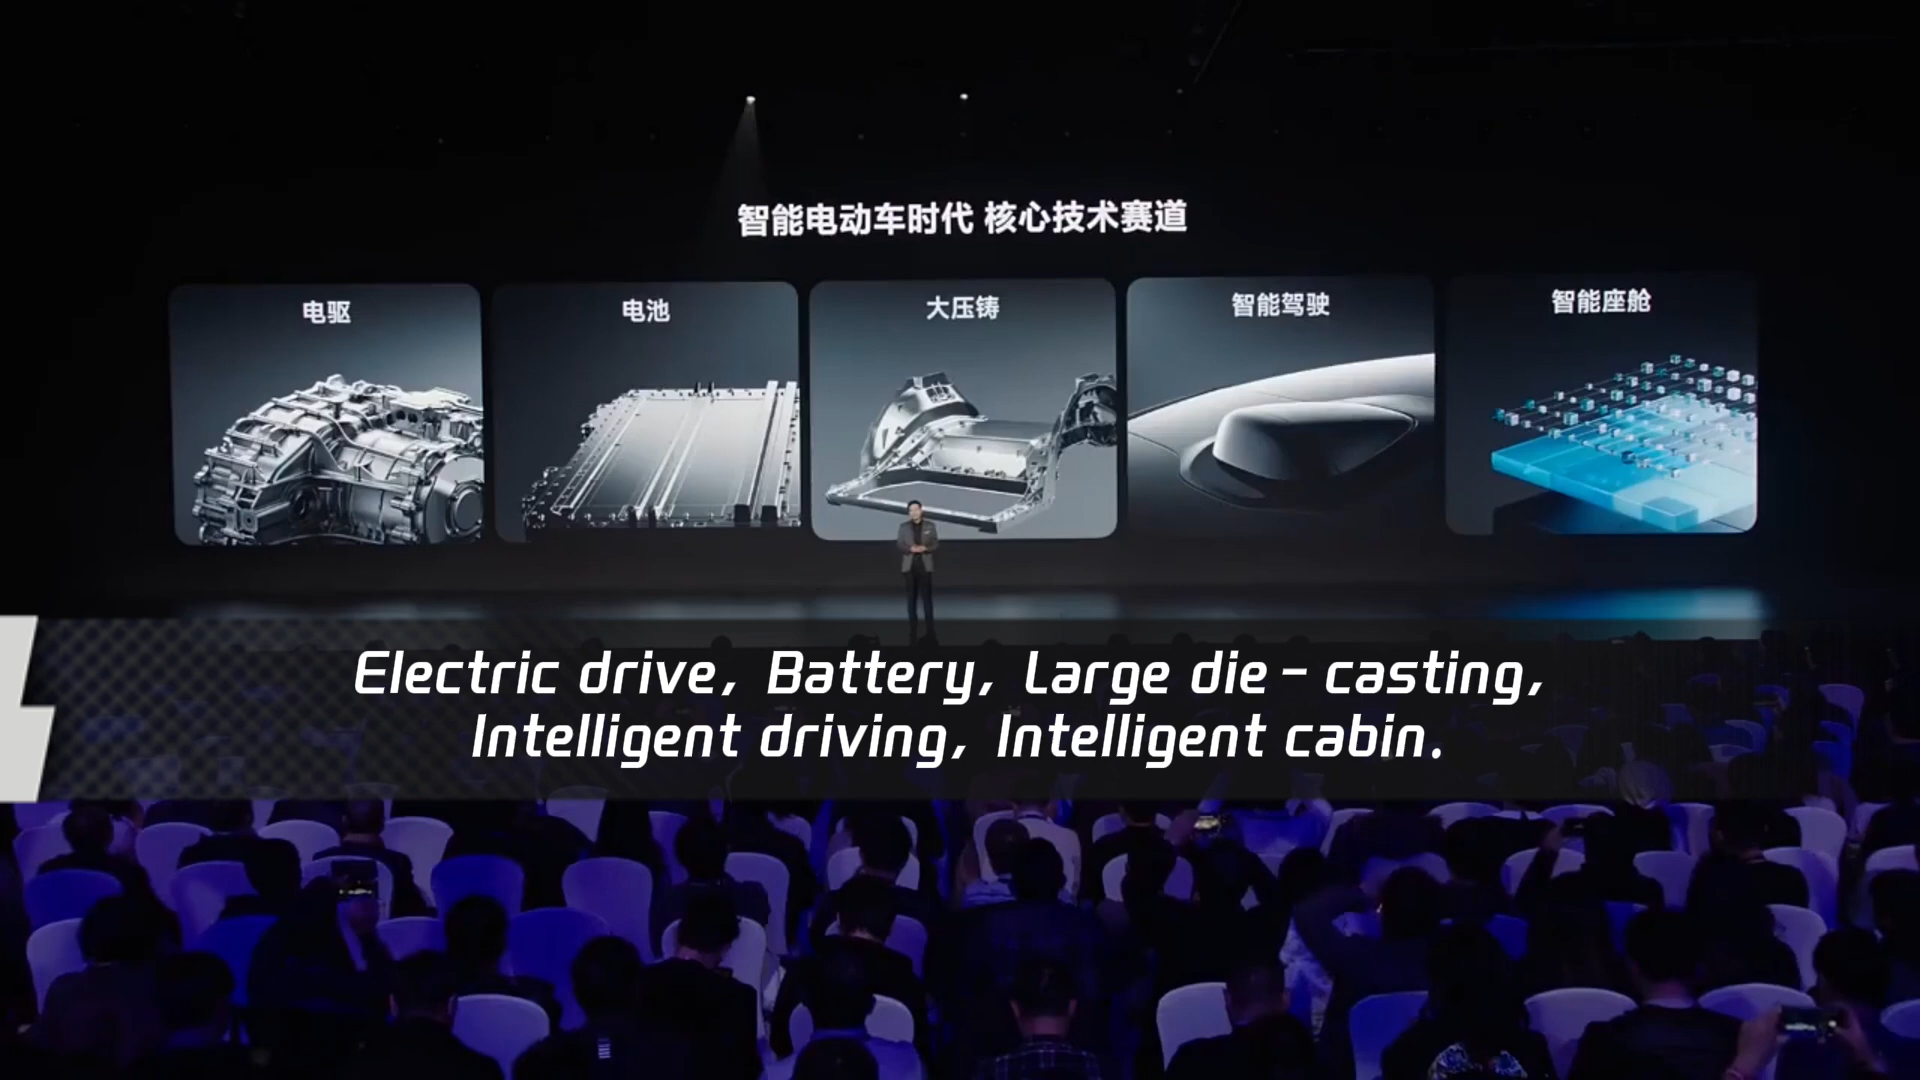 智能电动车时代 核心技术赛道
电驱
电池
大压铸
智能驾驶
智能座舱
Electric drive, Battery, Large die-casting,
Intelligent driving, Intelligent cabin.